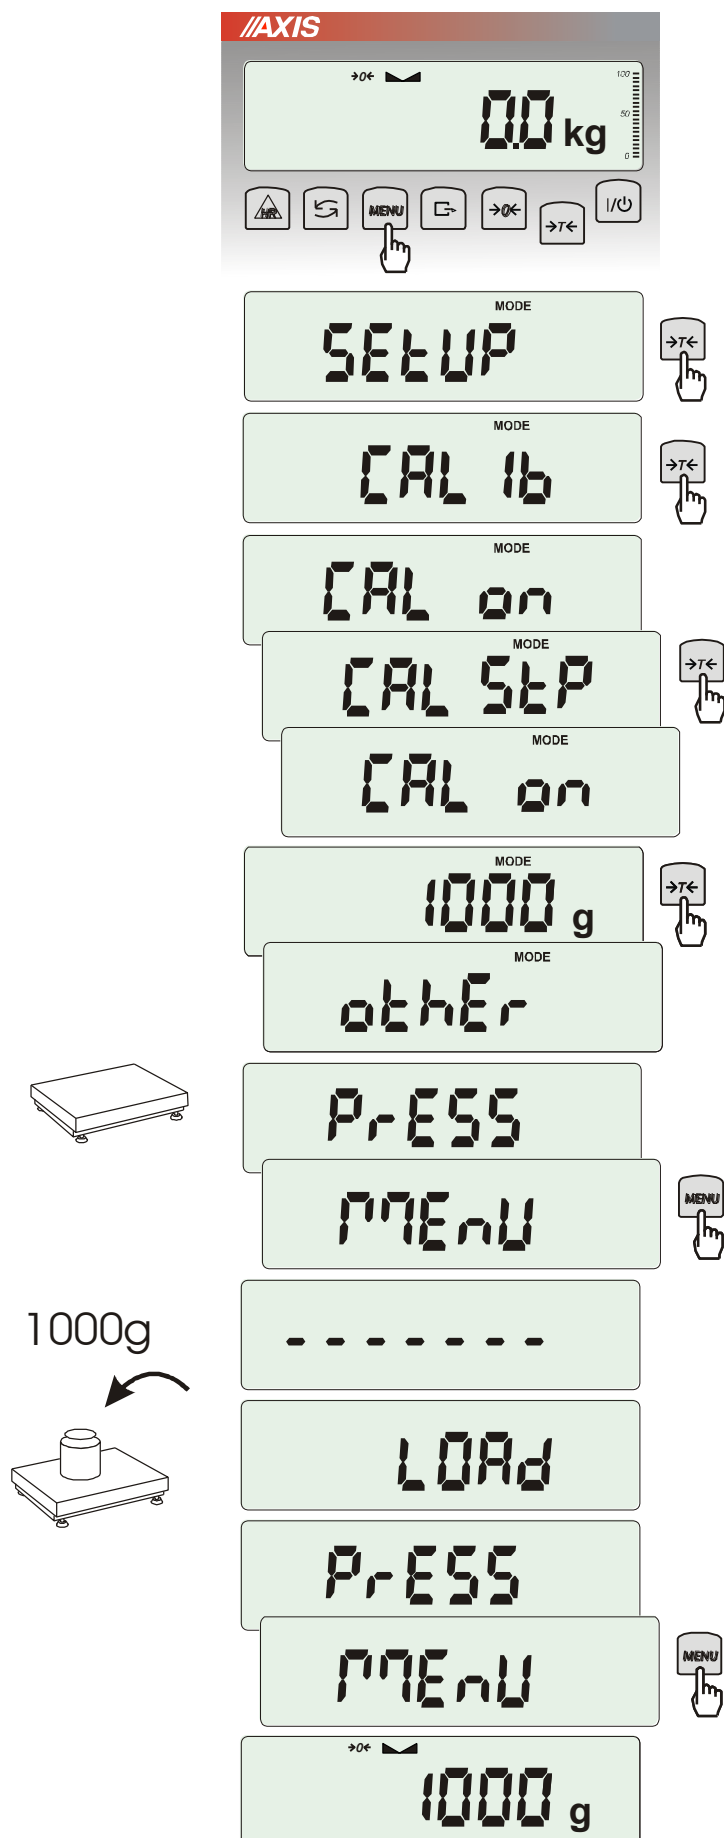 //AXIS
→0←
100
0.0 kg
50
0
HR MENU →0← →T← I/⏻
MODE
SEtUP
→T←
MODE
CAL Ib
→T←
MODE
CAL on
MODE
CAL StP
→T←
MODE
CAL on
MODE
1000 g
→T←
MODE
othEr
PrESS
MEnU
MENU
1000g
- - - - - - -
LOAd
PrESS
MEnU
MENU
→0←
1000 g